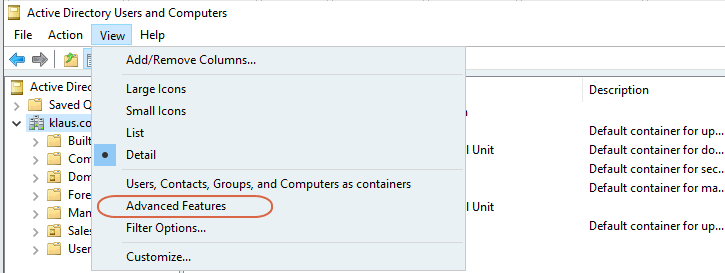 Active Directory Users and Computers
File Action View Help
Add/Remove Columns...
Large Icons
Small Icons
List
Detail
Users, Contacts, Groups, and Computers as containers
Advanced Features
Filter Options...
Customize...
Active Direc
Saved Q
klaus.co
Built
Com
Dom
Fore
Man
Sales
User
Description
Default container for up...
l Unit Default container for do...
Default container for sec...
Default container for ma...
l Unit
Default container for up...